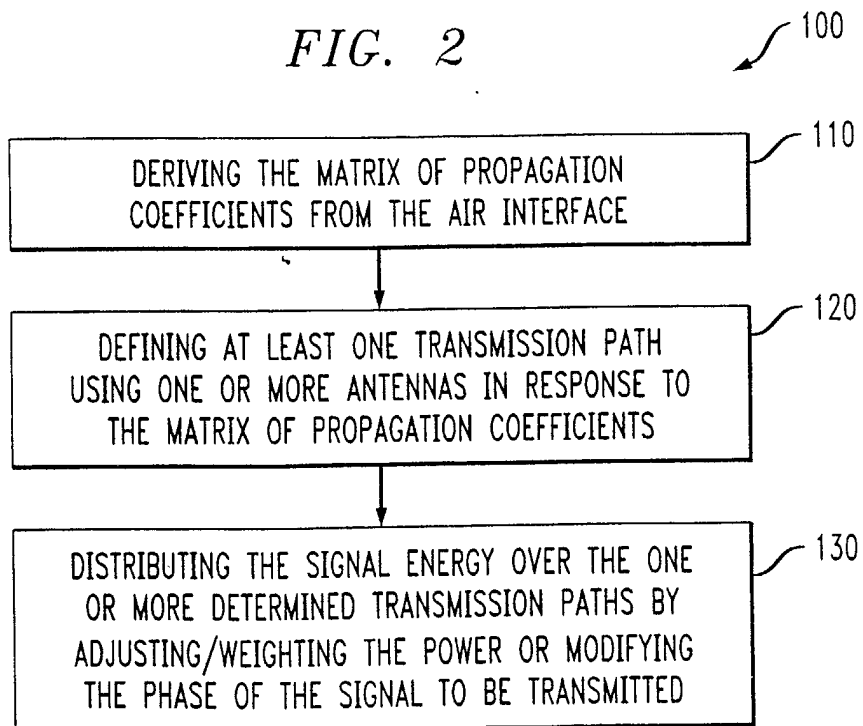 FIG. 2
100
110
DERIVING THE MATRIX OF PROPAGATION
COEFFICIENTS FROM THE AIR INTERFACE
120
DEFINING AT LEAST ONE TRANSMISSION PATH
USING ONE OR MORE ANTENNAS IN RESPONSE TO
THE MATRIX OF PROPAGATION COEFFICIENTS
130
DISTRIBUTING THE SIGNAL ENERGY OVER THE ONE
OR MORE DETERMINED TRANSMISSION PATHS BY
ADJUSTING/WEIGHTING THE POWER OR MODIFYING
THE PHASE OF THE SIGNAL TO BE TRANSMITTED